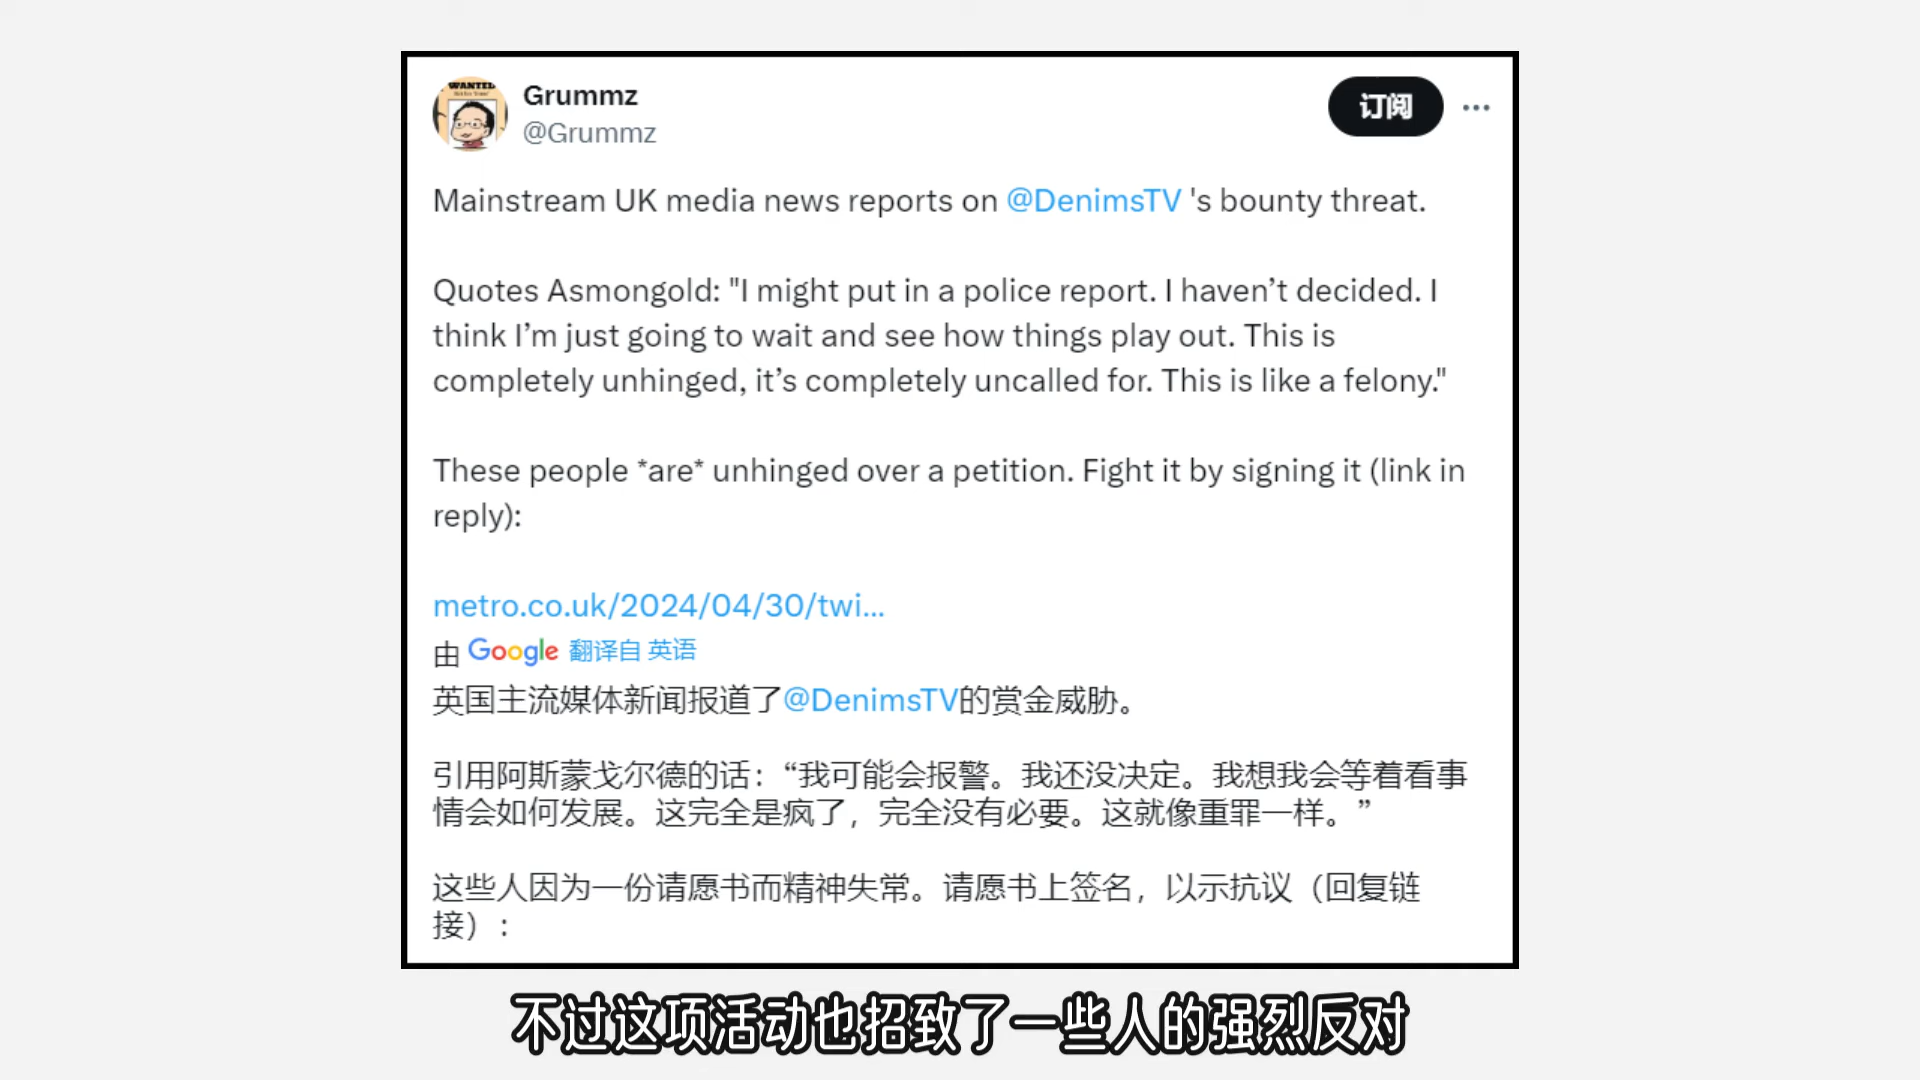 WANTED
Grummz
@Grummz
订阅
Mainstream UK media news reports on @DenimsTV 's bounty threat.
Quotes Asmongold: "I might put in a police report. I haven’t decided. I
think I’m just going to wait and see how things play out. This is
completely unhinged, it’s completely uncalled for. This is like a felony."
These people *are* unhinged over a petition. Fight it by signing it (link in
reply):
metro.co.uk/2024/04/30/twi...
由 Google 翻译自 英语
英国主流媒体新闻报道了@DenimsTV的赏金威胁。
引用阿斯蒙戈尔德的话：“我可能会报警。我还没决定。我想我会等着看事
情会如何发展。这完全是疯了，完全没有必要。这就像重罪一样。”
这些人因为一份请愿书而精神失常。请愿书上签名，以示抗议（回复链
接）:
不过这项活动也招致了一些人的强烈反对